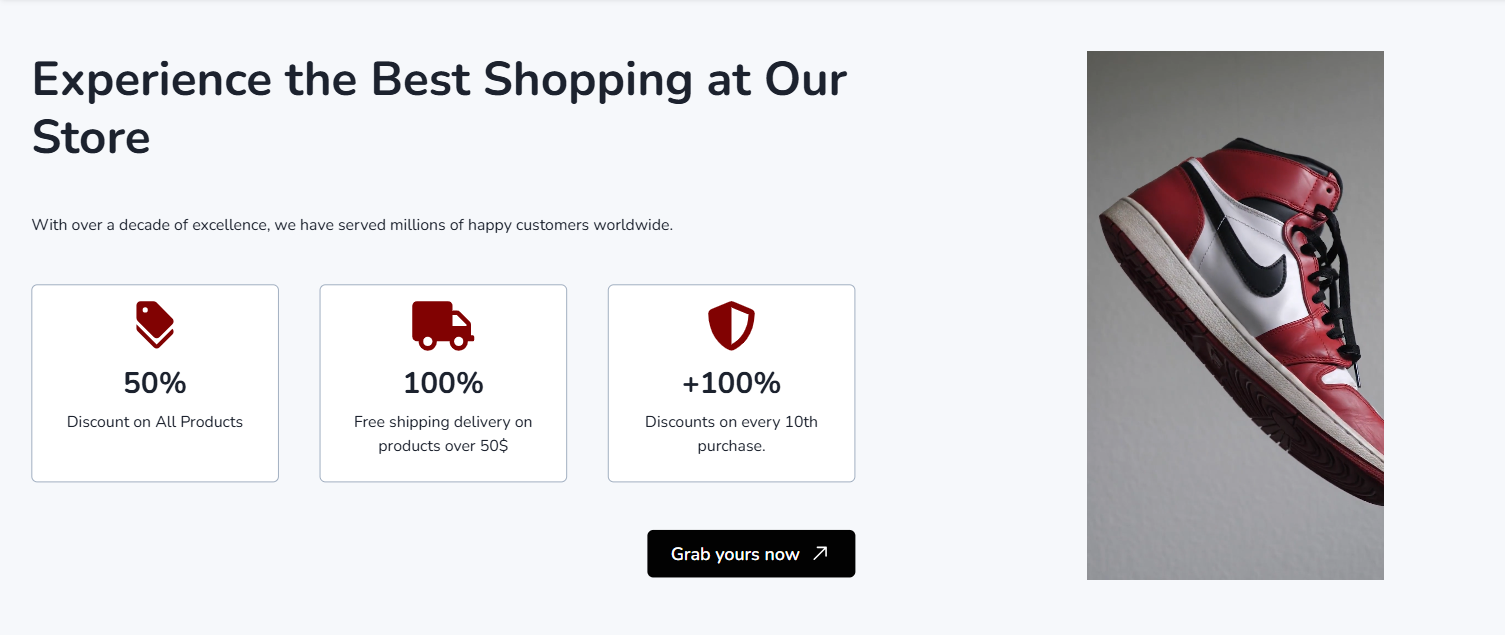 Experience the Best Shopping at Our
Store
With over a decade of excellence, we have served millions of happy customers worldwide.
50%
Discount on All Products
100%
Free shipping delivery on
products over 50$
+100%
Discounts on every 10th
purchase.
Grab yours now